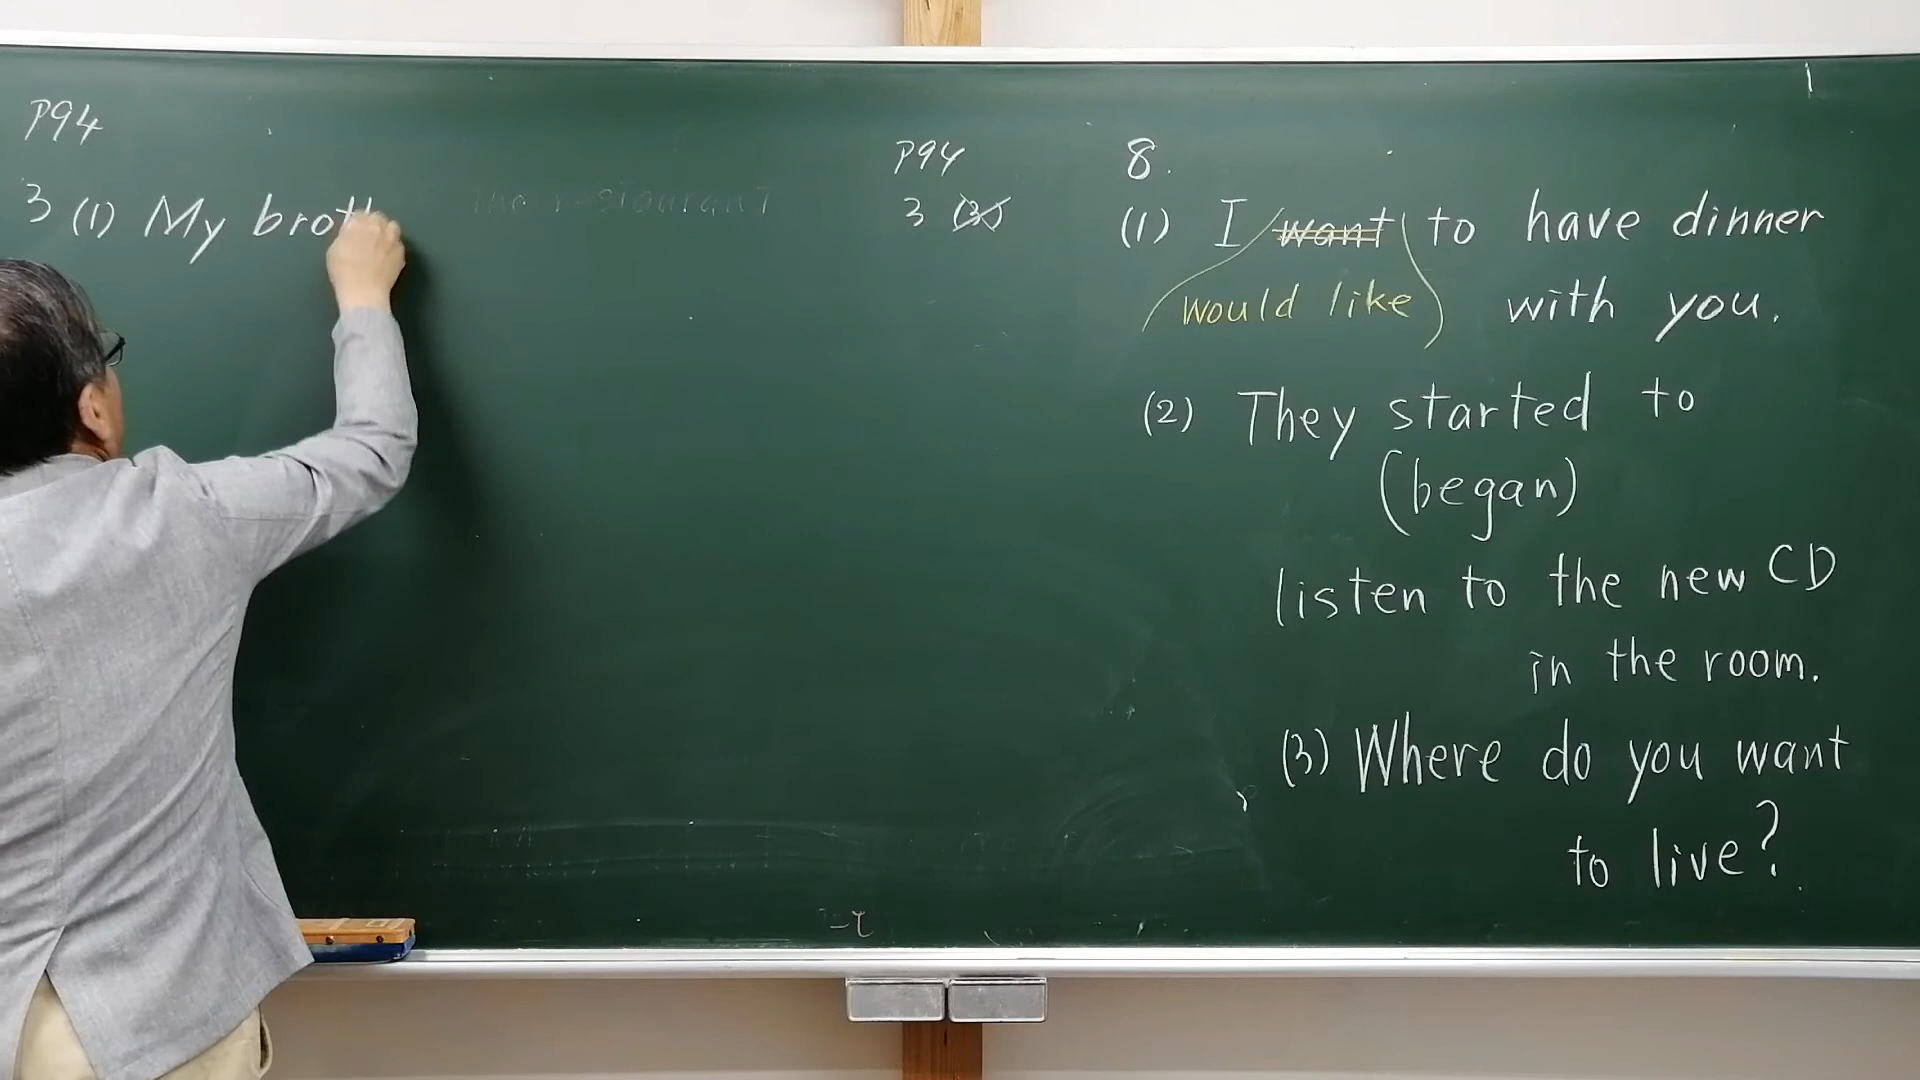 P94
3 (1) My brot
the restaurant
P94
3 (3)
8.
(1) I want to have dinner
would like with you.
(2) They started to
(began)
listen to the new CD
in the room.
(3) Where do you want
to live?